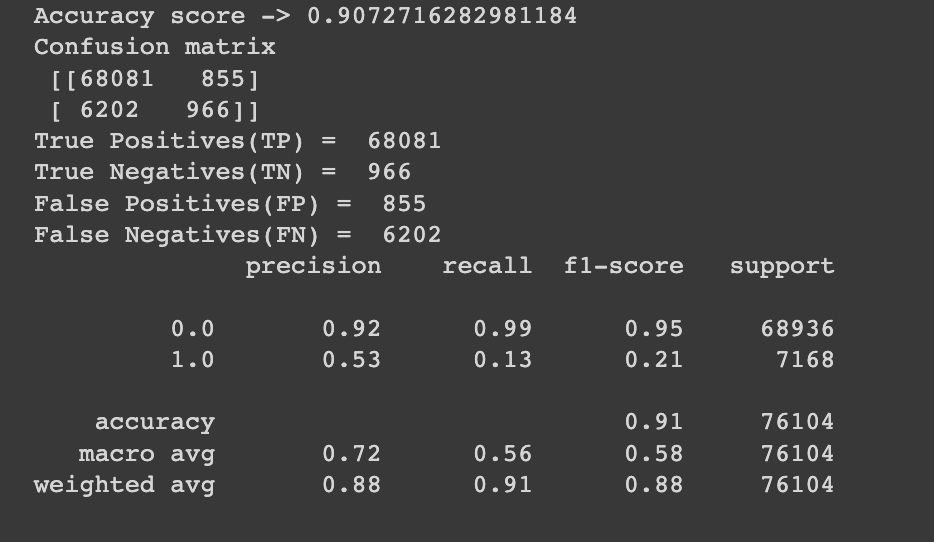 Accuracy score -> 0.9072716282981184
Confusion matrix
[[68081 855]
[ 6202 966]]
True Positives(TP) = 68081
True Negatives(TN) = 966
False Positives(FP) = 855
False Negatives(FN) = 6202
precision recall f1-score support
0.0 0.92 0.99 0.95 68936
1.0 0.53 0.13 0.21 7168
accuracy 0.91 76104
macro avg 0.72 0.56 0.58 76104
weighted avg 0.88 0.91 0.88 76104